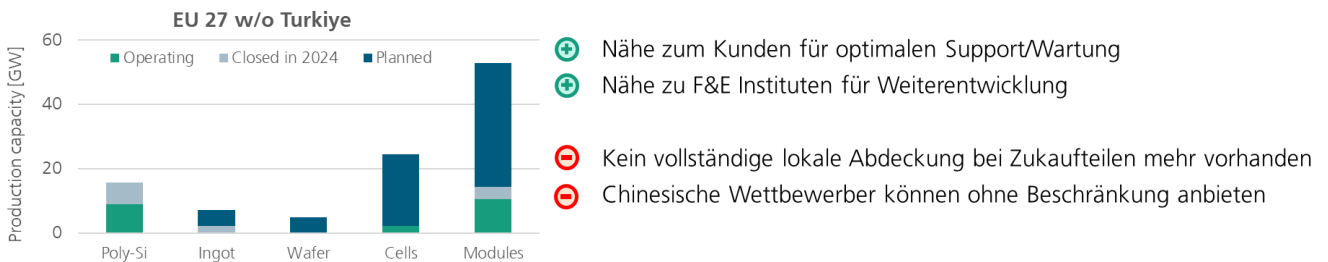 EU 27 w/o Turkiye
Production capacity [GW]
60
40
20
0
Operating
Closed in 2024
Planned
Poly-Si
Ingot
Wafer
Cells
Modules
Nähe zum Kunden für optimalen Support/Wartung
Nähe zu F&E Instituten für Weiterentwicklung
Kein vollständige lokale Abdeckung bei Zukaufteilen mehr vorhanden
Chinesische Wettbewerber können ohne Beschränkung anbieten